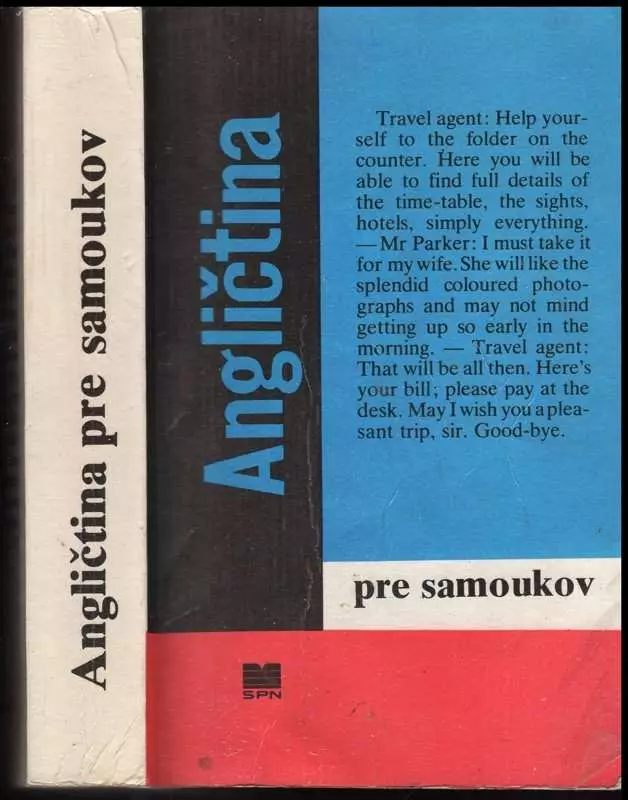 Angličtina pre samoukov
Angličtina
Travel agent: Help your-
self to the folder on the
counter. Here you will be
able to find full details of
the time-table, the sights,
hotels, simply everything.
— Mr Parker: I must take it
for my wife. She will like the
splendid coloured photo-
graphs and may not mind
getting up so early in the
morning. — Travel agent:
That will be all then. Here's
your bill; please pay at the
desk. May I wish you a plea-
sant trip, sir. Good-bye.
pre samoukov
SPN